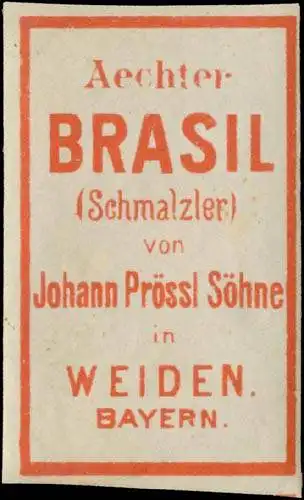 Aechter
BRASIL
(Schmalzler)
von
Johann Prössl Söhne
in
WEIDEN.
BAYERN.